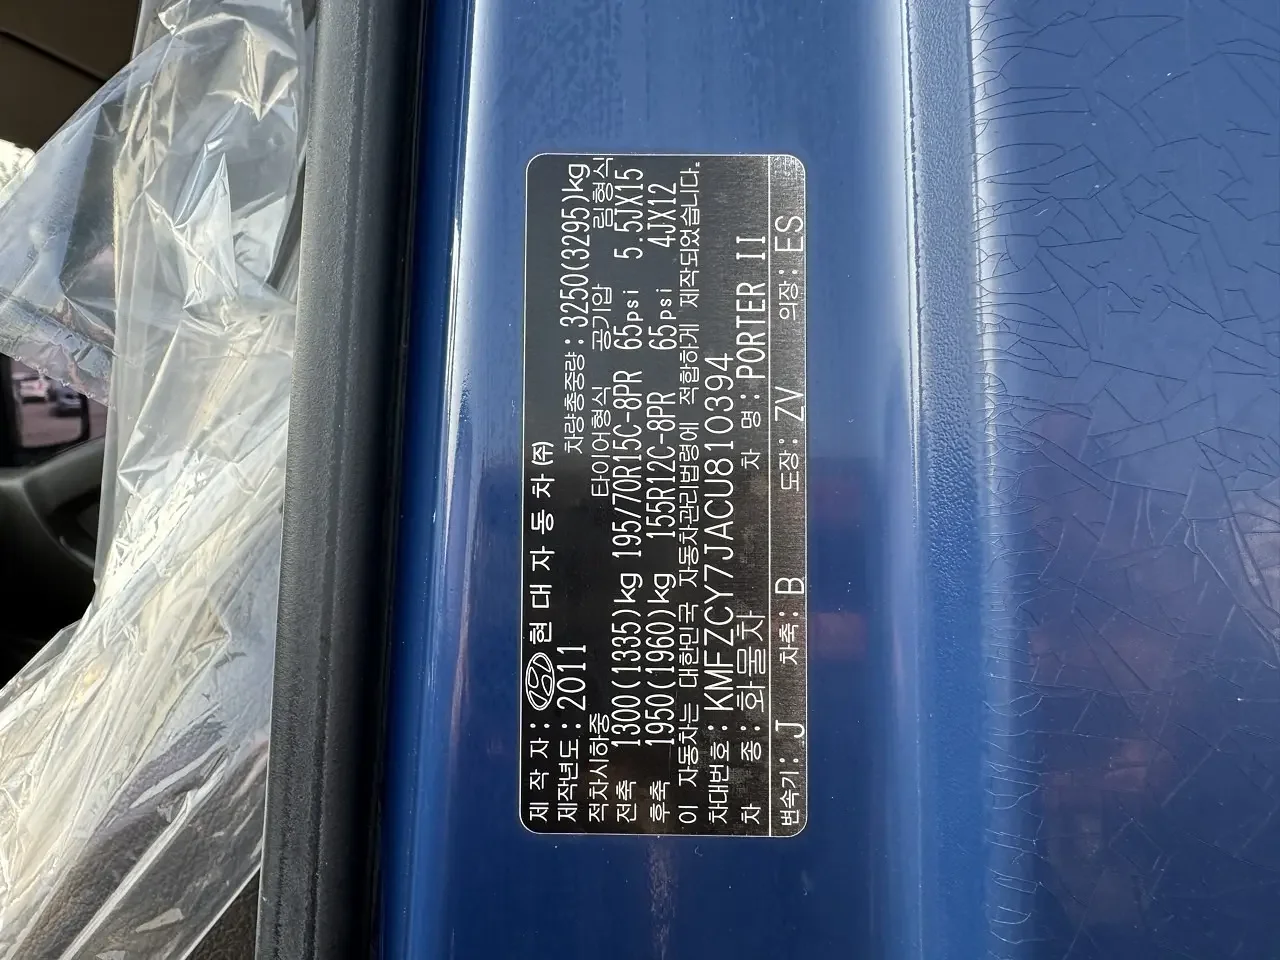 제 작 자 : 현 대 자 동 차 (주)
제작년도 : 2011 차량총중량 : 3250(3295)kg
적차시하중 타이어형식 공기압 림형식
전축 1300(1335)kg 195/70R15C-8PR 65psi 5.5JX15
후축 1950(1960)kg 155R12C-8PR 65psi 4JX12
이 자동차는 대한민국 자동차관리법령에 적합하게 제작되었습니다.
차대번호 : KMFZCY7JACU810394
차 종 : 화물차 차 명 : PORTER II
변속기 : J 차축 : B 도장 : ZV 의장 : ES